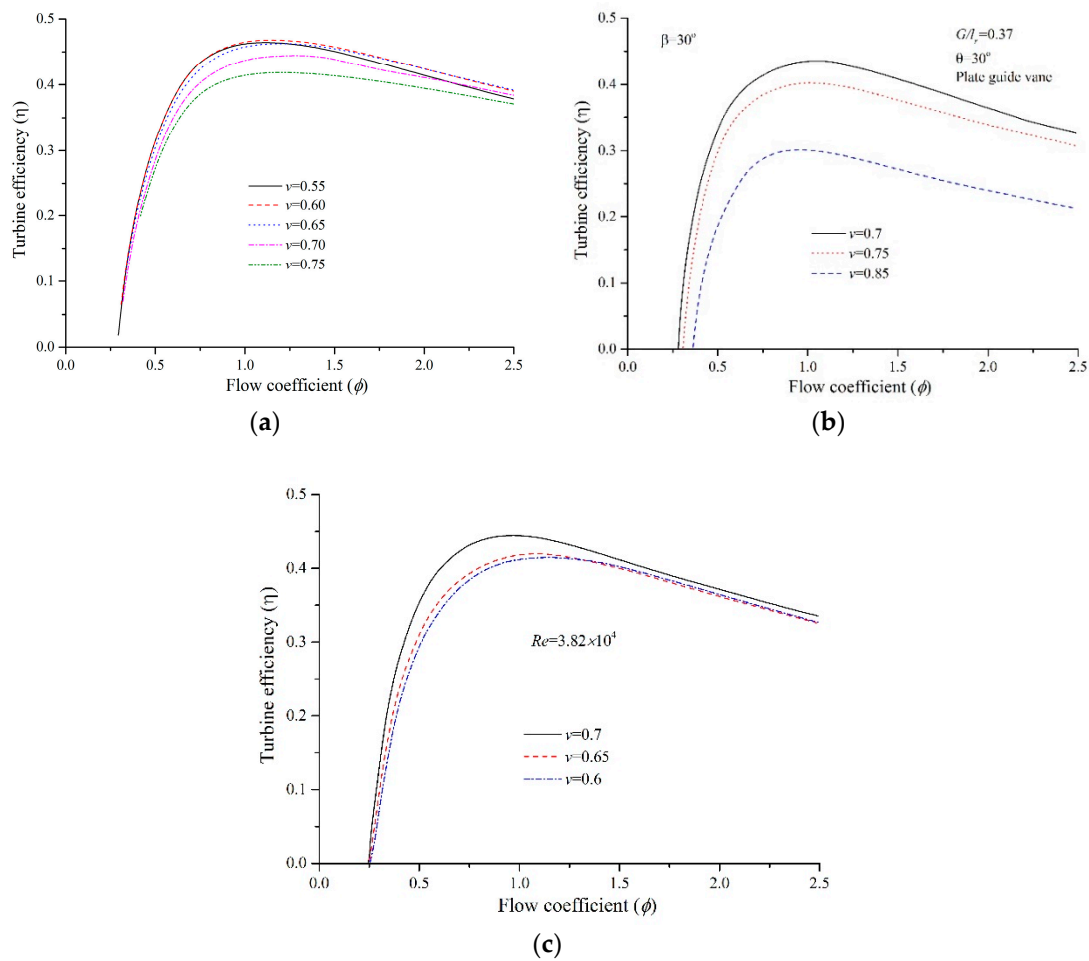 0.5
0.4
0.3
0.2
0.1
0.0
Turbine efficiency (η)
ν=0.55
ν=0.60
ν=0.65
ν=0.70
ν=0.75
0.0 0.5 1.0 1.5 2.0 2.5
Flow coefficient (ϕ)
(a)
0.5
0.4
0.3
0.2
0.1
0.0
Turbine efficiency (η)
β=30°
G/lᵣ=0.37
θ=30°
Plate guide vane
ν=0.7
ν=0.75
ν=0.85
0.0 0.5 1.0 1.5 2.0 2.5
Flow coefficient (ϕ)
(b)
0.5
0.4
0.3
0.2
0.1
0.0
Turbine efficiency (η)
Re=3.82×10⁴
ν=0.7
ν=0.65
ν=0.6
0.0 0.5 1.0 1.5 2.0 2.5
Flow coefficient (ϕ)
(c)